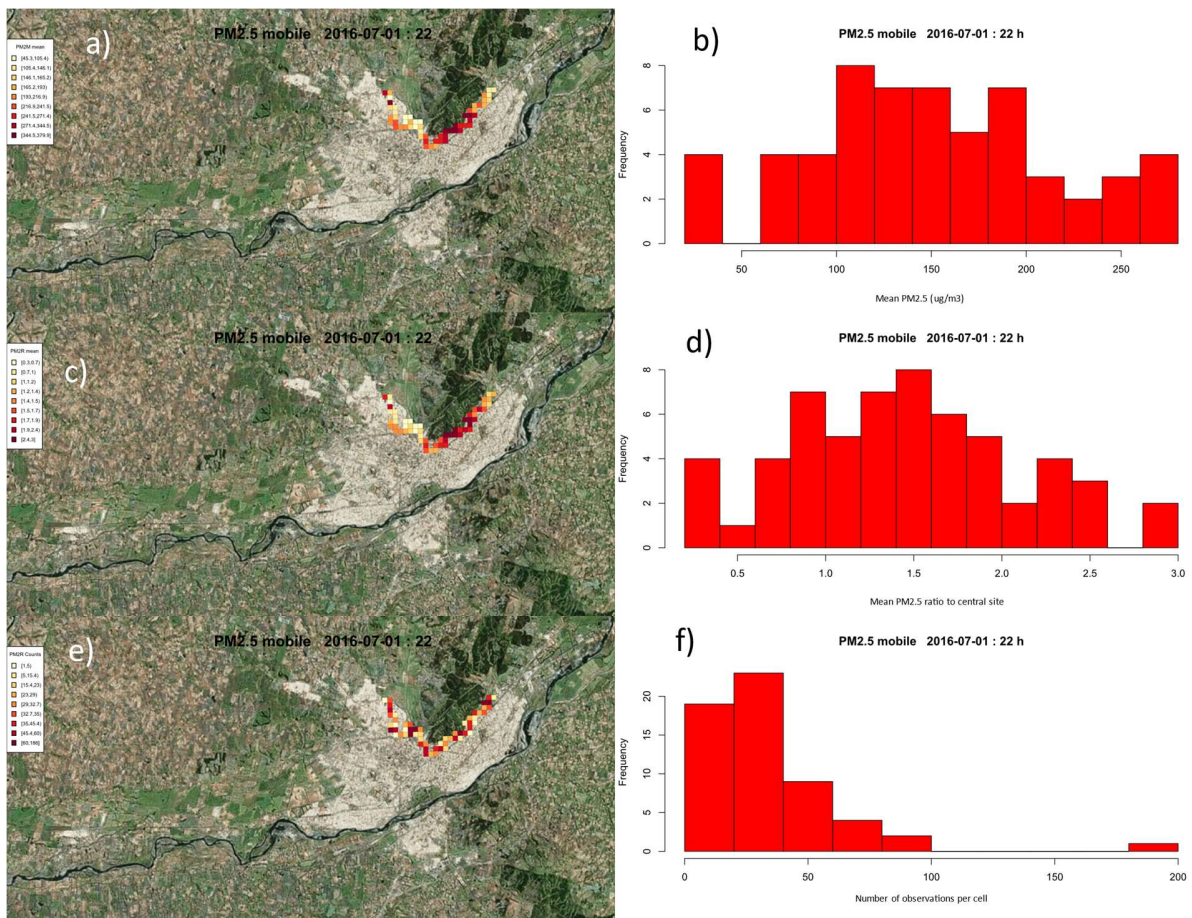 a)
PM2.5 mobile 2016-07-01 : 22
PM2M mean
[45.3,105.4)
[105.4,146.1)
[146.1,165.2)
[165.2,193)
[193,216.9)
[216.9,241.5)
[241.5,271.4)
[271.4,344.5)
[344.5,379.9]
b)
PM2.5 mobile 2016-07-01 : 22 h
Frequency
0 2 4 6 8
50 100 150 200 250
Mean PM2.5 (ug/m3)
c)
PM2.5 mobile 2016-07-01 : 22
PM2R mean
[0.3,0.7)
[0.7,1)
[1,1.2)
[1.2,1.4)
[1.4,1.5)
[1.5,1.7)
[1.7,1.9)
[1.9,2.4)
[2.4,3]
d)
PM2.5 mobile 2016-07-01 : 22 h
Frequency
0 2 4 6 8
0.5 1.0 1.5 2.0 2.5 3.0
Mean PM2.5 ratio to central site
e)
PM2.5 mobile 2016-07-01 : 22
PM2R Counts
[1,5)
[5,15.4)
[15.4,23)
[23,29)
[29,32.7)
[32.7,35)
[35,45.4)
[45.4,60)
[60,186]
f)
PM2.5 mobile 2016-07-01 : 22 h
Frequency
0 5 10 15 20
0 50 100 150 200
Number of observations per cell